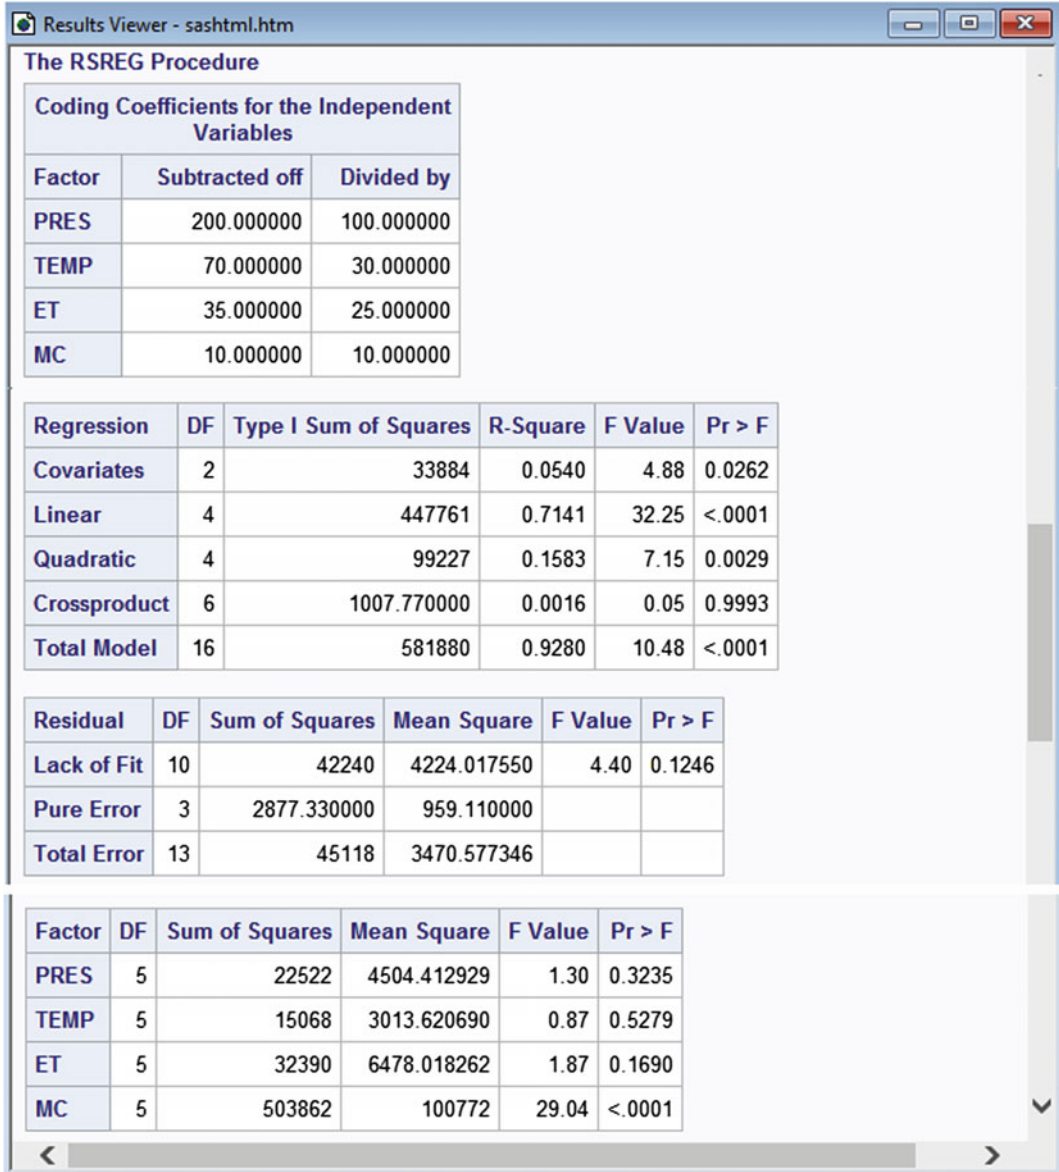 Results Viewer - sashtml.htm
The RSREG Procedure
Coding Coefficients for the Independent
Variables
Factor Subtracted off Divided by
PRES 200.000000 100.000000
TEMP 70.000000 30.000000
ET 35.000000 25.000000
MC 10.000000 10.000000
Regression DF Type I Sum of Squares R-Square F Value Pr > F
Covariates 2 33884 0.0540 4.88 0.0262
Linear 4 447761 0.7141 32.25 <.0001
Quadratic 4 99227 0.1583 7.15 0.0029
Crossproduct 6 1007.770000 0.0016 0.05 0.9993
Total Model 16 581880 0.9280 10.48 <.0001
Residual DF Sum of Squares Mean Square F Value Pr > F
Lack of Fit 10 42240 4224.017550 4.40 0.1246
Pure Error 3 2877.330000 959.110000
Total Error 13 45118 3470.577346
Factor DF Sum of Squares Mean Square F Value Pr > F
PRES 5 22522 4504.412929 1.30 0.3235
TEMP 5 15068 3013.620690 0.87 0.5279
ET 5 32390 6478.018262 1.87 0.1690
MC 5 503862 100772 29.04 <.0001